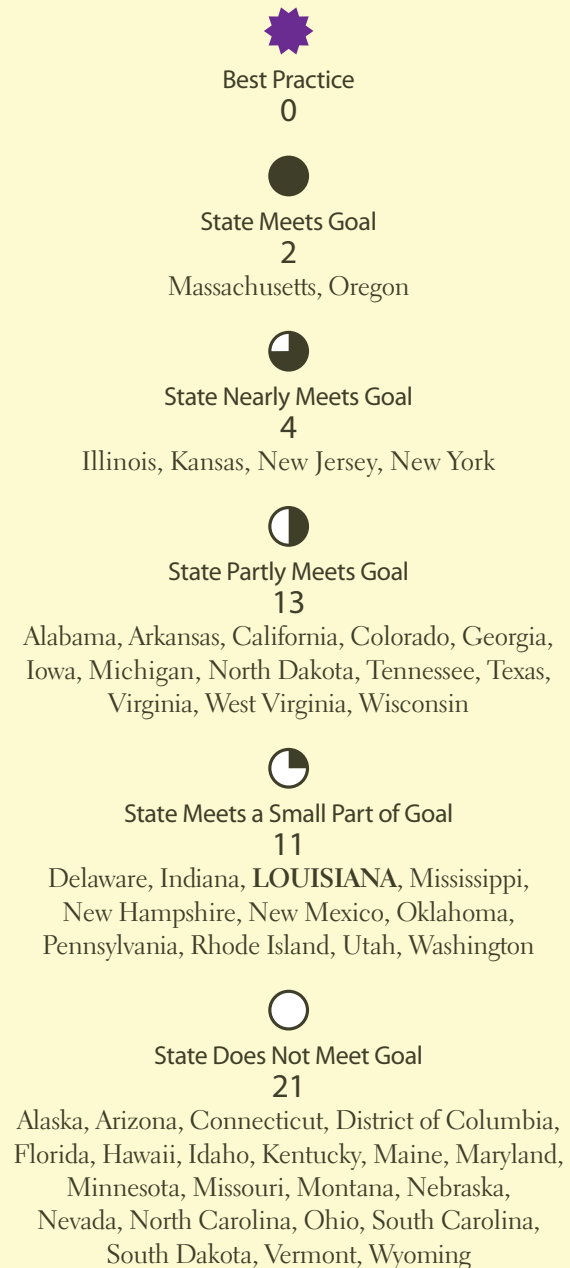 Best Practice
0
State Meets Goal
2
Massachusetts, Oregon
State Nearly Meets Goal
4
Illinois, Kansas, New Jersey, New York
State Partly Meets Goal
13
Alabama, Arkansas, California, Colorado, Georgia,
Iowa, Michigan, North Dakota, Tennessee, Texas,
Virginia, West Virginia, Wisconsin
State Meets a Small Part of Goal
11
Delaware, Indiana, LOUISIANA, Mississippi,
New Hampshire, New Mexico, Oklahoma,
Pennsylvania, Rhode Island, Utah, Washington
State Does Not Meet Goal
21
Alaska, Arizona, Connecticut, District of Columbia,
Florida, Hawaii, Idaho, Kentucky, Maine, Maryland,
Minnesota, Missouri, Montana, Nebraska,
Nevada, North Carolina, Ohio, South Carolina,
South Dakota, Vermont, Wyoming